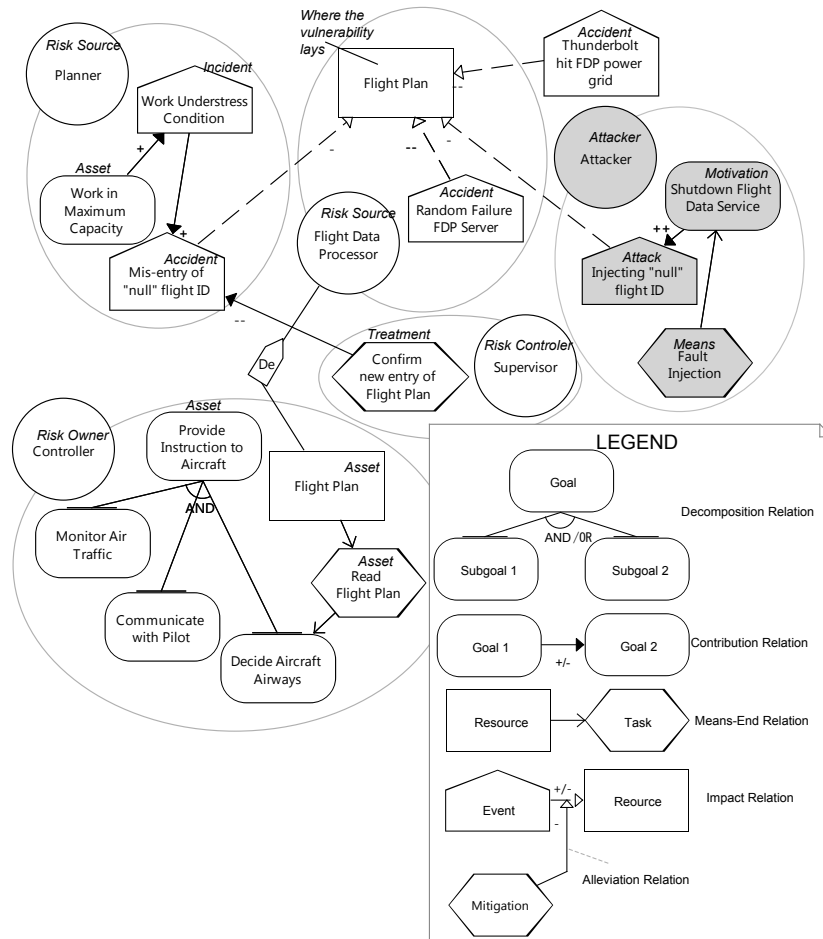 Risk Source
Planner
Incident
Work Understress
Condition
+
Asset
Work in
Maximum
Capacity
+
Accident
Mis-entry of
"null" flight ID
Where the
vulnerability
lays
Flight Plan
--
Accident
Thunderbolt
hit FDP power
grid
-
--
-
Accident
Random Failure
FDP Server
Risk Source
Flight Data
Processor
Attacker
Attacker
Motivation
Shutdown Flight
Data Service
++
Attack
Injecting "null"
flight ID
Means
Fault
Injection
--
De
Treatment
Confirm
new entry of
Flight Plan
Risk Controler
Supervisor
Risk Owner
Controller
Asset
Provide
Instruction to
Aircraft
AND
Monitor Air
Traffic
Communicate
with Pilot
Decide Aircraft
Airways
Asset
Flight Plan
Asset
Read
Flight Plan
LEGEND
Goal
AND/OR
Decomposition Relation
Subgoal 1
Subgoal 2
Goal 1
+/-
Goal 2
Contribution Relation
Resource
Task
Means-End Relation
Event
+/-
-
Reource
Impact Relation
Mitigation
Alleviation Relation